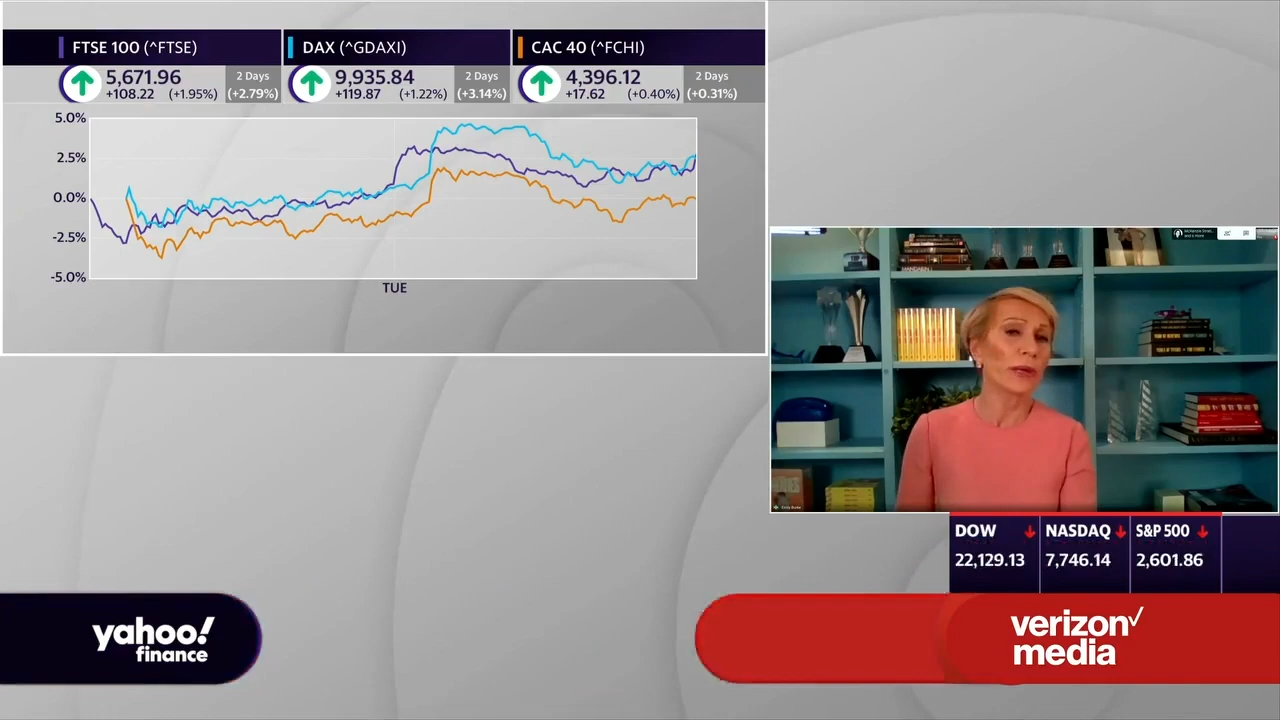 FTSE 100 (^FTSE)
5,671.96
+108.22 (+1.95%)
2 Days
(+2.79%)
DAX (^GDAXI)
9,935.84
+119.87 (+1.22%)
2 Days
(+3.14%)
CAC 40 (^FCHI)
4,396.12
+17.62 (+0.40%)
2 Days
(+0.31%)
5.0%
2.5%
0.0%
-2.5%
-5.0%
TUE
MANDARIN
DOW
22,129.13
NASDAQ
7,746.14
S&P 500
2,601.86
yahoo!
finance
verizon✓
media